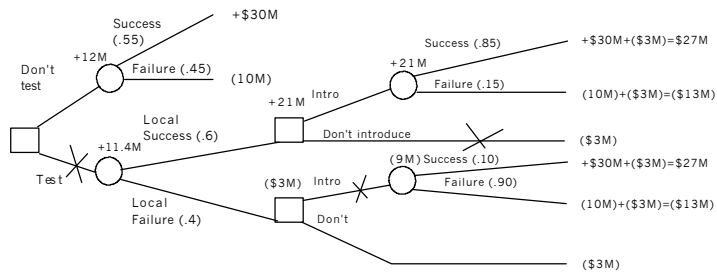 Success
(.55)
+$30M
+12M
Failure (.45)
(10M)
Don't
test
Success (.85)
+$30M+($3M)=$27M
+21M
Failure (.15)
(10M)+($3M)=($13M)
Intro
+21M
Local
Success (.6)
Don't introduce
($3M)
+11.4M
Test
(9M) Success (.10)
+$30M+($3M)=$27M
($3M)
Intro
Failure (.90)
(10M)+($3M)=($13M)
Local
Failure (.4)
Don't
($3M)